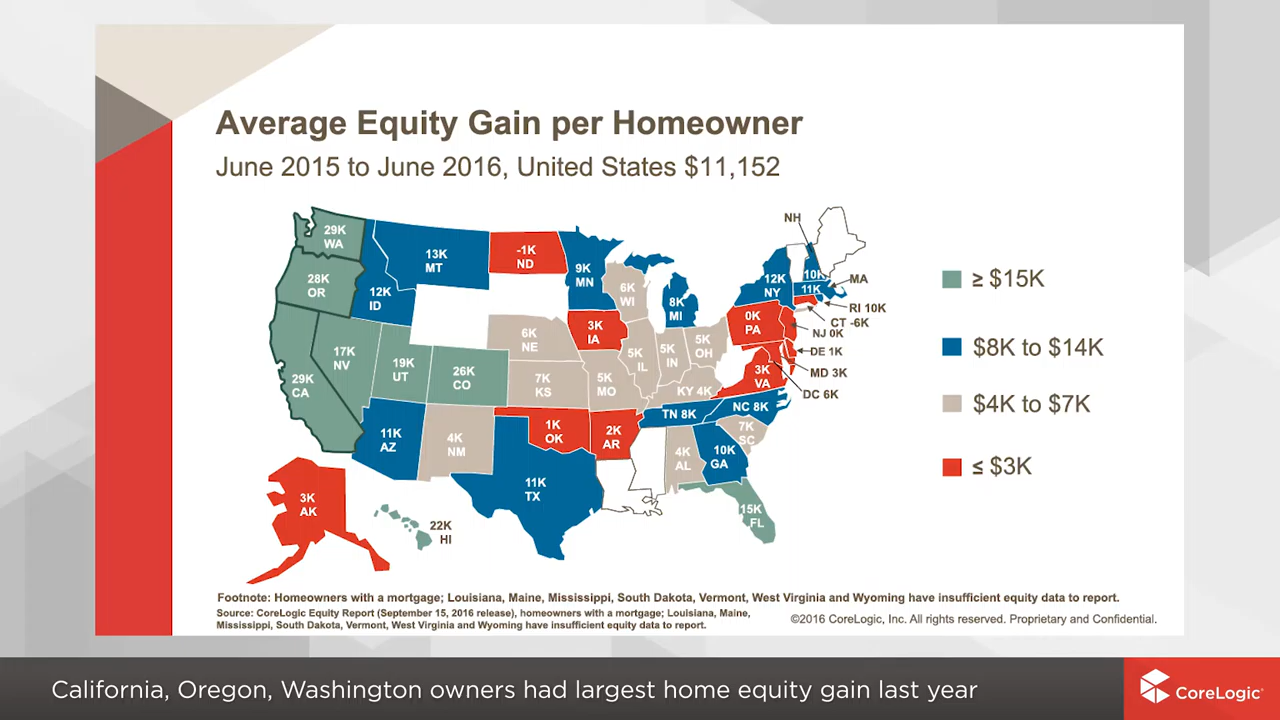 Average Equity Gain per Homeowner
June 2015 to June 2016, United States $11,152
29K
WA
28K
OR
29K
CA
17K
NV
12K
ID
13K
MT
19K
UT
26K
CO
11K
AZ
4K
NM
-1K
ND
6K
NE
7K
KS
1K
OK
11K
TX
9K
MN
3K
IA
5K
MO
2K
AR
6K
WI
5K
IL
8K
MI
5K
IN
5K
OH
KY 4K
TN 8K
4K
AL
10K
GA
15K
FL
7K
SC
NC 8K
3K
VA
0K
PA
12K
NY
NH
10K
11K
MA
RI 10K
CT -6K
NJ 0K
DE 1K
MD 3K
DC 6K
3K
AK
22K
HI
≥ $15K
$8K to $14K
$4K to $7K
≤ $3K
Footnote: Homeowners with a mortgage; Louisiana, Maine, Mississippi, South Dakota, Vermont, West Virginia and Wyoming have insufficient equity data to report.
Source: CoreLogic Equity Report (September 15, 2016 release), homeowners with a mortgage; Louisiana, Maine,
Mississippi, South Dakota, Vermont, West Virginia and Wyoming have insufficient equity data to report.
©2016 CoreLogic, Inc. All rights reserved. Proprietary and Confidential.
California, Oregon, Washington owners had largest home equity gain last year
CoreLogic